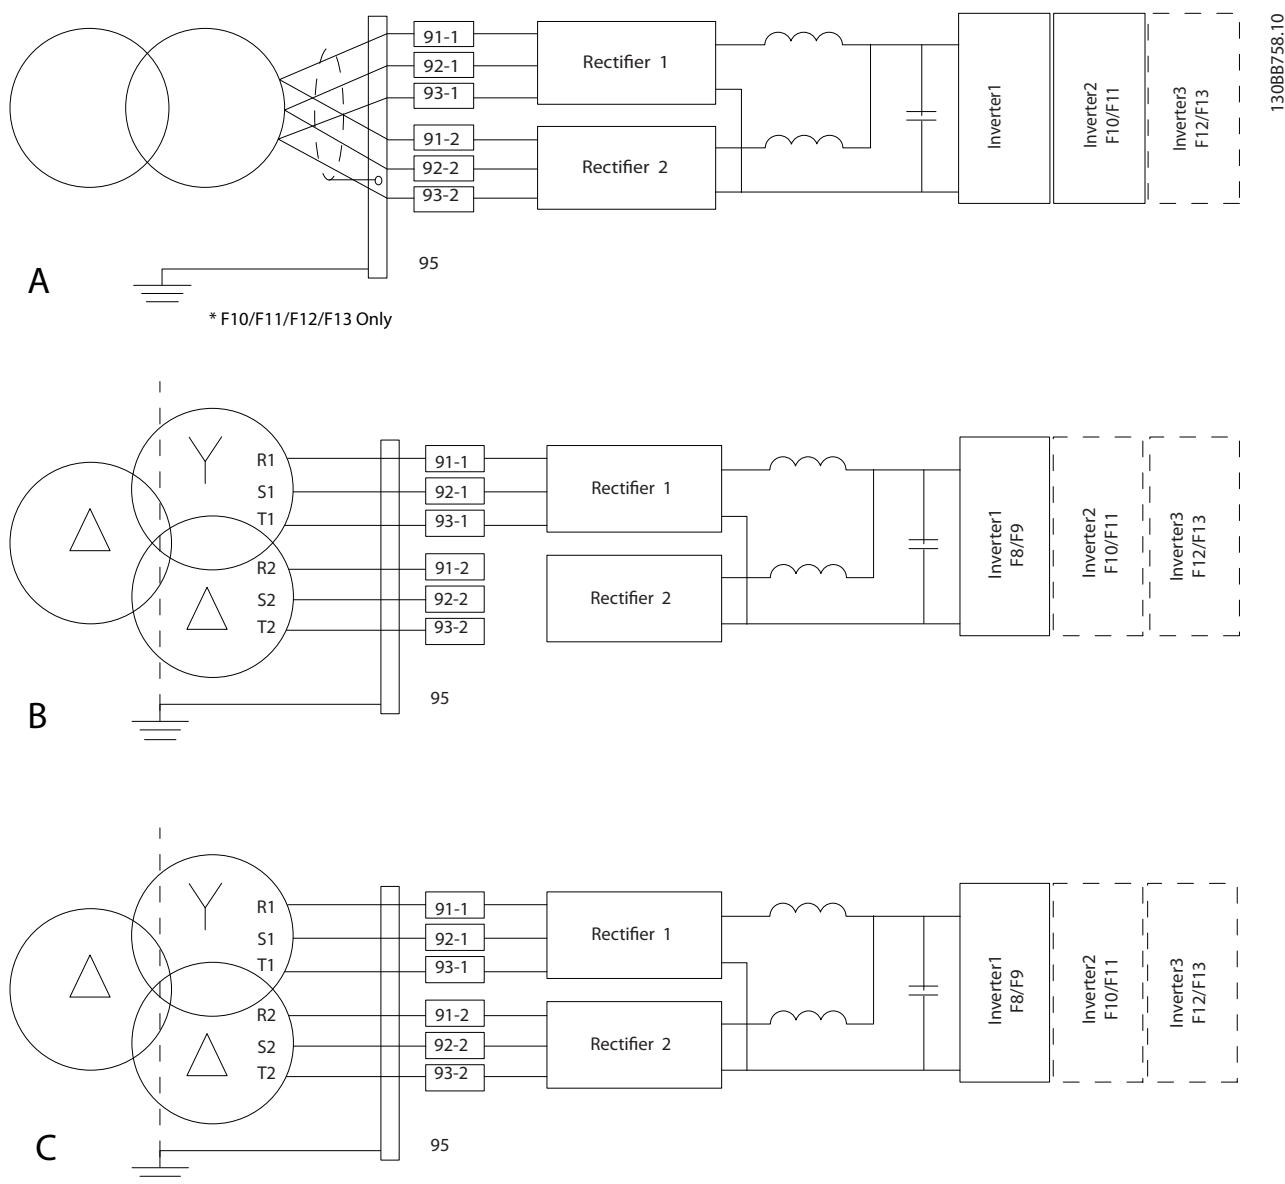 130BB758.10
91-1
92-1
93-1
91-2
92-2
93-2
Rectifier 1
Rectifier 2
Inverter1
Inverter2
F10/F11
Inverter3
F12/F13
95
A
* F10/F11/F12/F13 Only
R1
S1
T1
R2
S2
T2
91-1
92-1
93-1
91-2
92-2
93-2
Rectifier 1
Rectifier 2
Inverter1
F8/F9
Inverter2
F10/F11
Inverter3
F12/F13
95
B
R1
S1
T1
R2
S2
T2
91-1
92-1
93-1
91-2
92-2
93-2
Rectifier 1
Rectifier 2
Inverter1
F8/F9
Inverter2
F10/F11
Inverter3
F12/F13
95
C